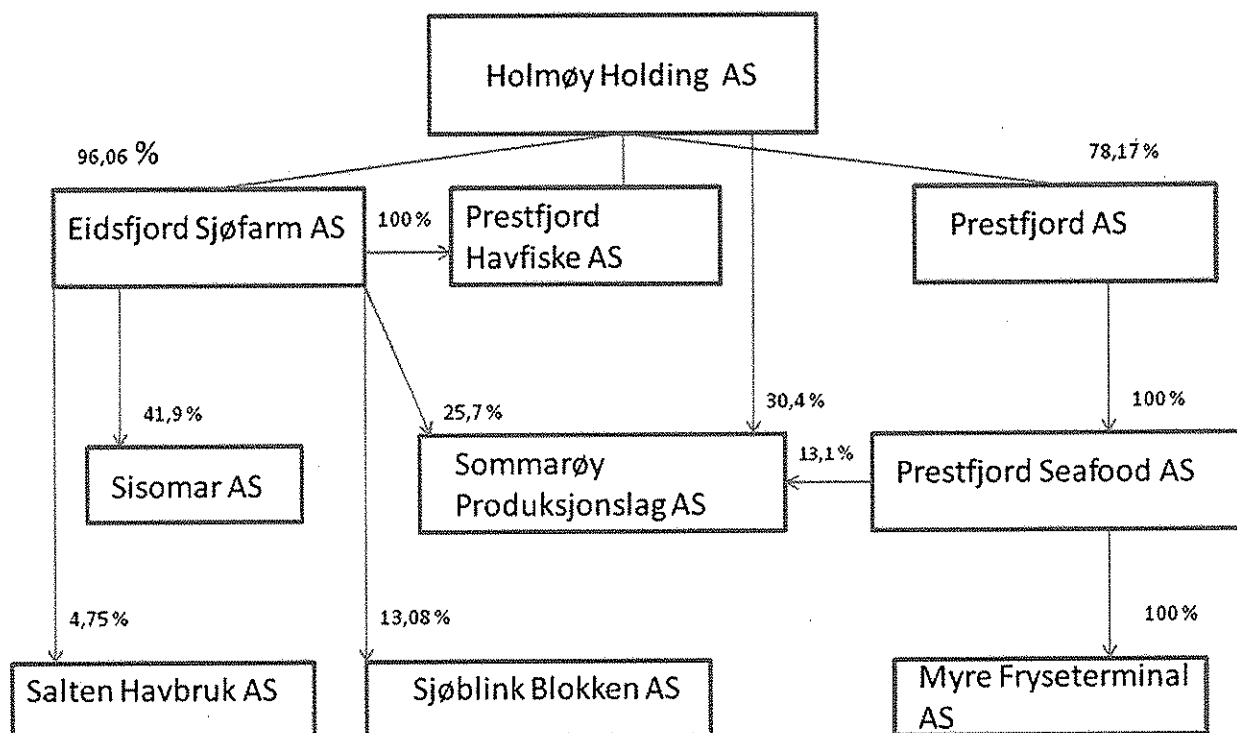 Holmøy Holding AS
96,06 %
78,17 %
Eidsfjord Sjøfarm AS
100 %
Prestfjord
Havfiske AS
Prestfjord AS
41,9 %
25,7 %
30,4 %
100 %
Sisomar AS
Sommarøy
Produksjonslag AS
13,1 %
Prestfjord Seafood AS
4,75 %
13,08 %
100 %
Salten Havbruk AS
Sjøblink Blokken AS
Myre Fryseterminal
AS